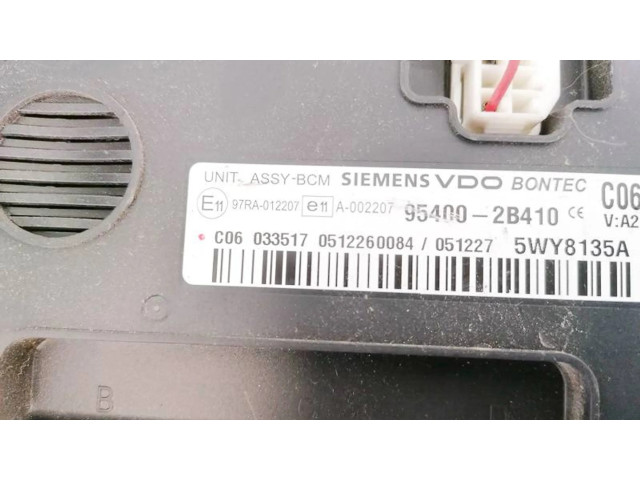 UNIT ASSY-BCM SIEMENS VDO BONTEC C06
E11 97RA-012207 e11 A-002207 95400-2B410 CE V:A2
C06 033517 0512260084 / 051227 5WY8135A
B C